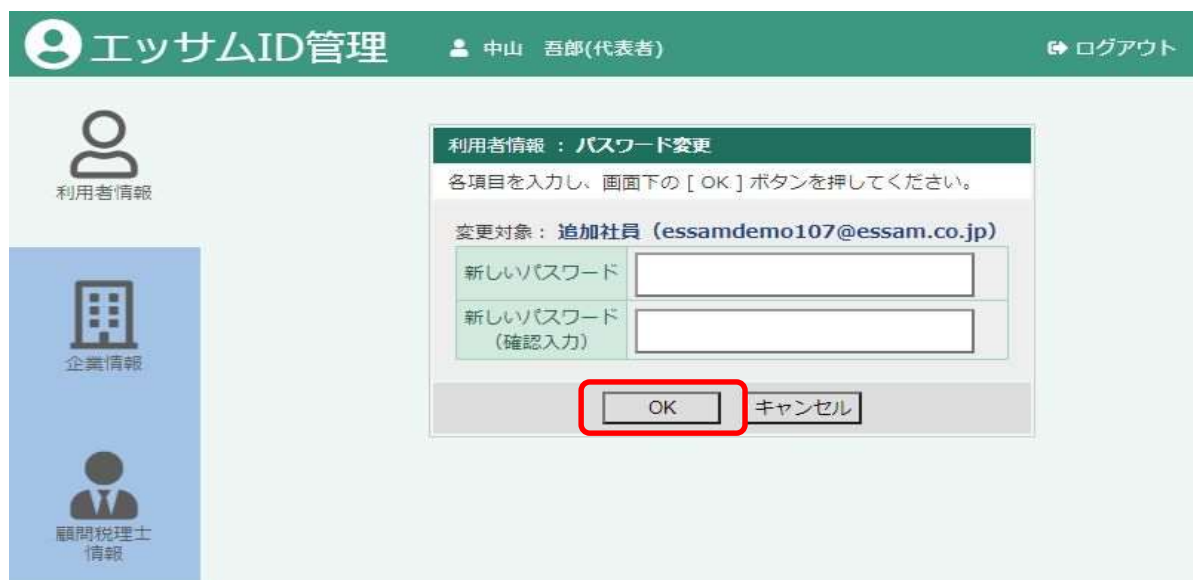 エッサムID管理
中山 吾郎(代表者)
ログアウト
利用者情報
企業情報
顧問税理士
情報
利用者情報 : パスワード変更
各項目を入力し、画面下の [ OK ] ボタンを押してください。
変更対象: 追加社員（essamdemo107@essam.co.jp）
新しいパスワード
新しいパスワード
（確認入力）
OK
キャンセル